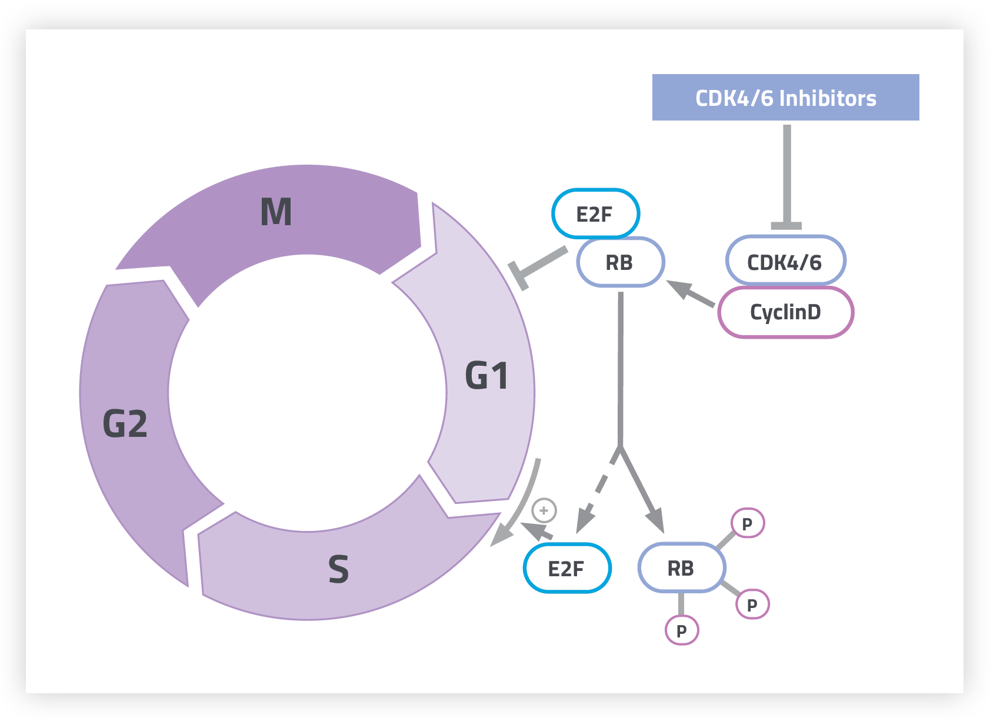 CDK4/6 Inhibitors
M
E2F
RB
CDK4/6
CyclinD
G1
G2
+
S
E2F
RB
P
P
P